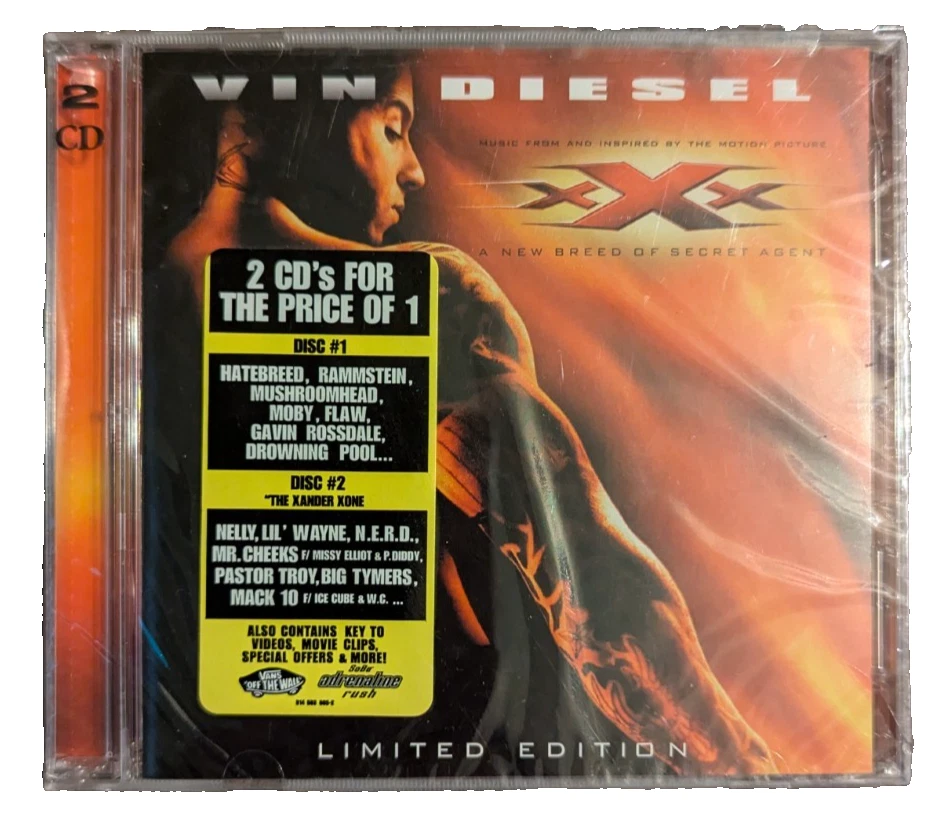 2
CD
VIN DIESEL
MUSIC FROM AND INSPIRED BY THE MOTION PICTURE
xXx
A NEW BREED OF SECRET AGENT
2 CD's FOR
THE PRICE OF 1
DISC #1
HATEBREED, RAMMSTEIN,
MUSHROOMHEAD,
MOBY, FLAW,
GAVIN ROSSDALE,
DROWNING POOL...
DISC #2
"THE XANDER XONE
NELLY, LIL' WAYNE, N.E.R.D.,
MR. CHEEKS F/ MISSY ELLIOT & P. DIDDY,
PASTOR TROY, BIG TYMERS,
MACK 10 F/ ICE CUBE & W.C. ...
ALSO CONTAINS KEY TO
VIDEOS, MOVIE CLIPS,
SPECIAL OFFERS & MORE!
VANS
"OFF THE WALL"
SoBe
adrenaline
rush
LIMITED EDITION